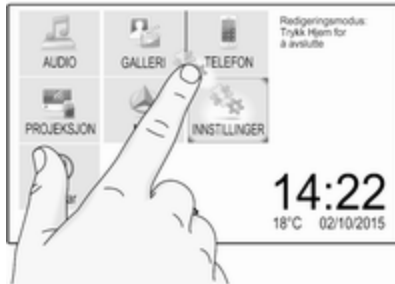 Redigeringsmodus:
Trykk Hjem for
å avslutte
AUDIO
GALLERI
TELEFON
PROJEKSJON
INNSTILLINGER
14:22
18°C 02/10/2015